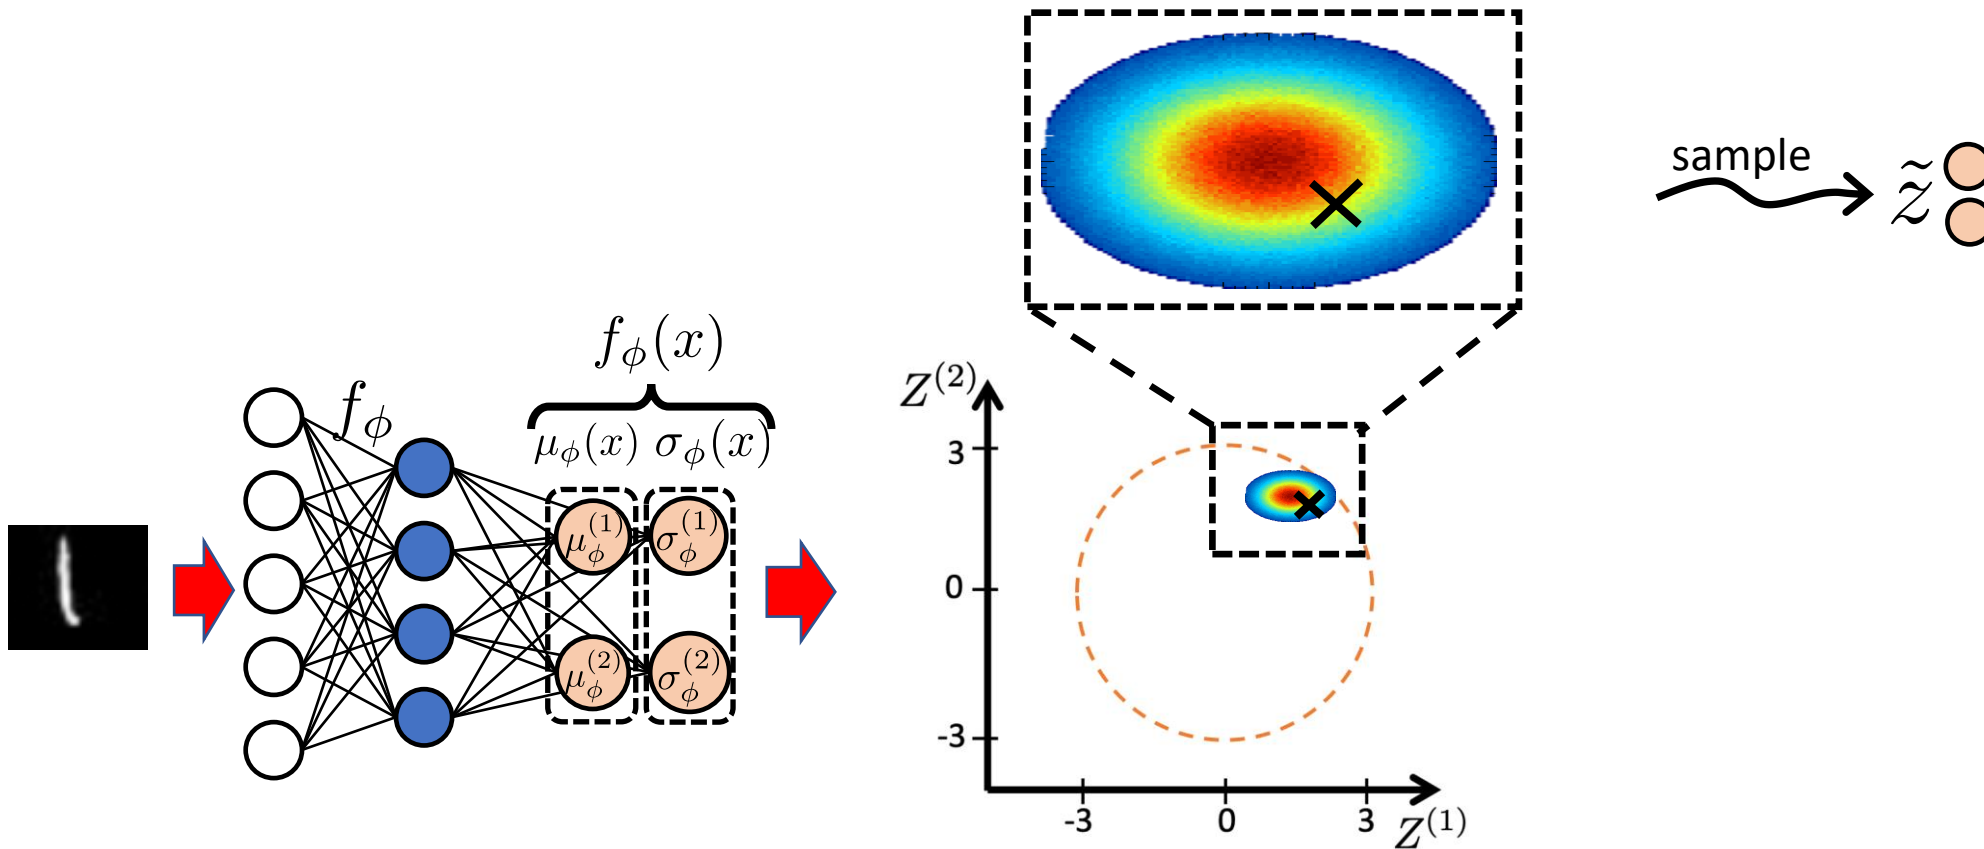 sample
z̃
f_ϕ(x)
f_ϕ
μ_ϕ(x) σ_ϕ(x)
μ_ϕ^(1) σ_ϕ^(1)
μ_ϕ^(2) σ_ϕ^(2)
Z^(2)
3
0
-3
-3 0 3
Z^(1)